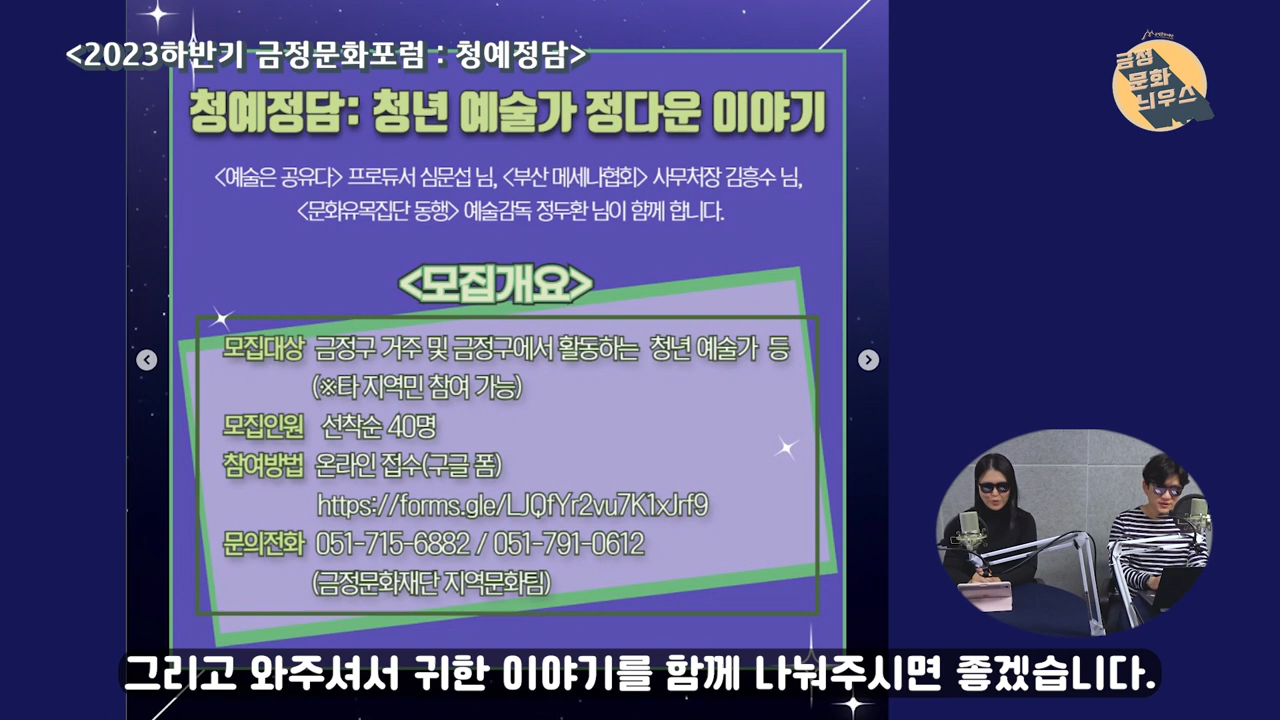 <2023하반기 금정문화포럼 : 청예정담>
금정
문화
늬우스
청예정담: 청년 예술가 정다운 이야기
<예술은 공유다> 프로듀서 심문섭 님, <부산 메세나협회> 사무처장 김흥수 님,
<문화유목집단 동행> 예술감독 정두환 님이 함께 합니다.
<모집개요>
모집대상 금정구 거주 및 금정구에서 활동하는 청년 예술가 등
(※타 지역민 참여 가능)
모집인원 선착순 40명
참여방법 온라인 접수(구글 폼)
https://forms.gle/LJQfYr2vu7K1xJrf9
문의전화 051-715-6882 / 051-791-0612
(금정문화재단 지역문화팀)
그리고 와주셔서 귀한 이야기를 함께 나눠주시면 좋겠습니다.